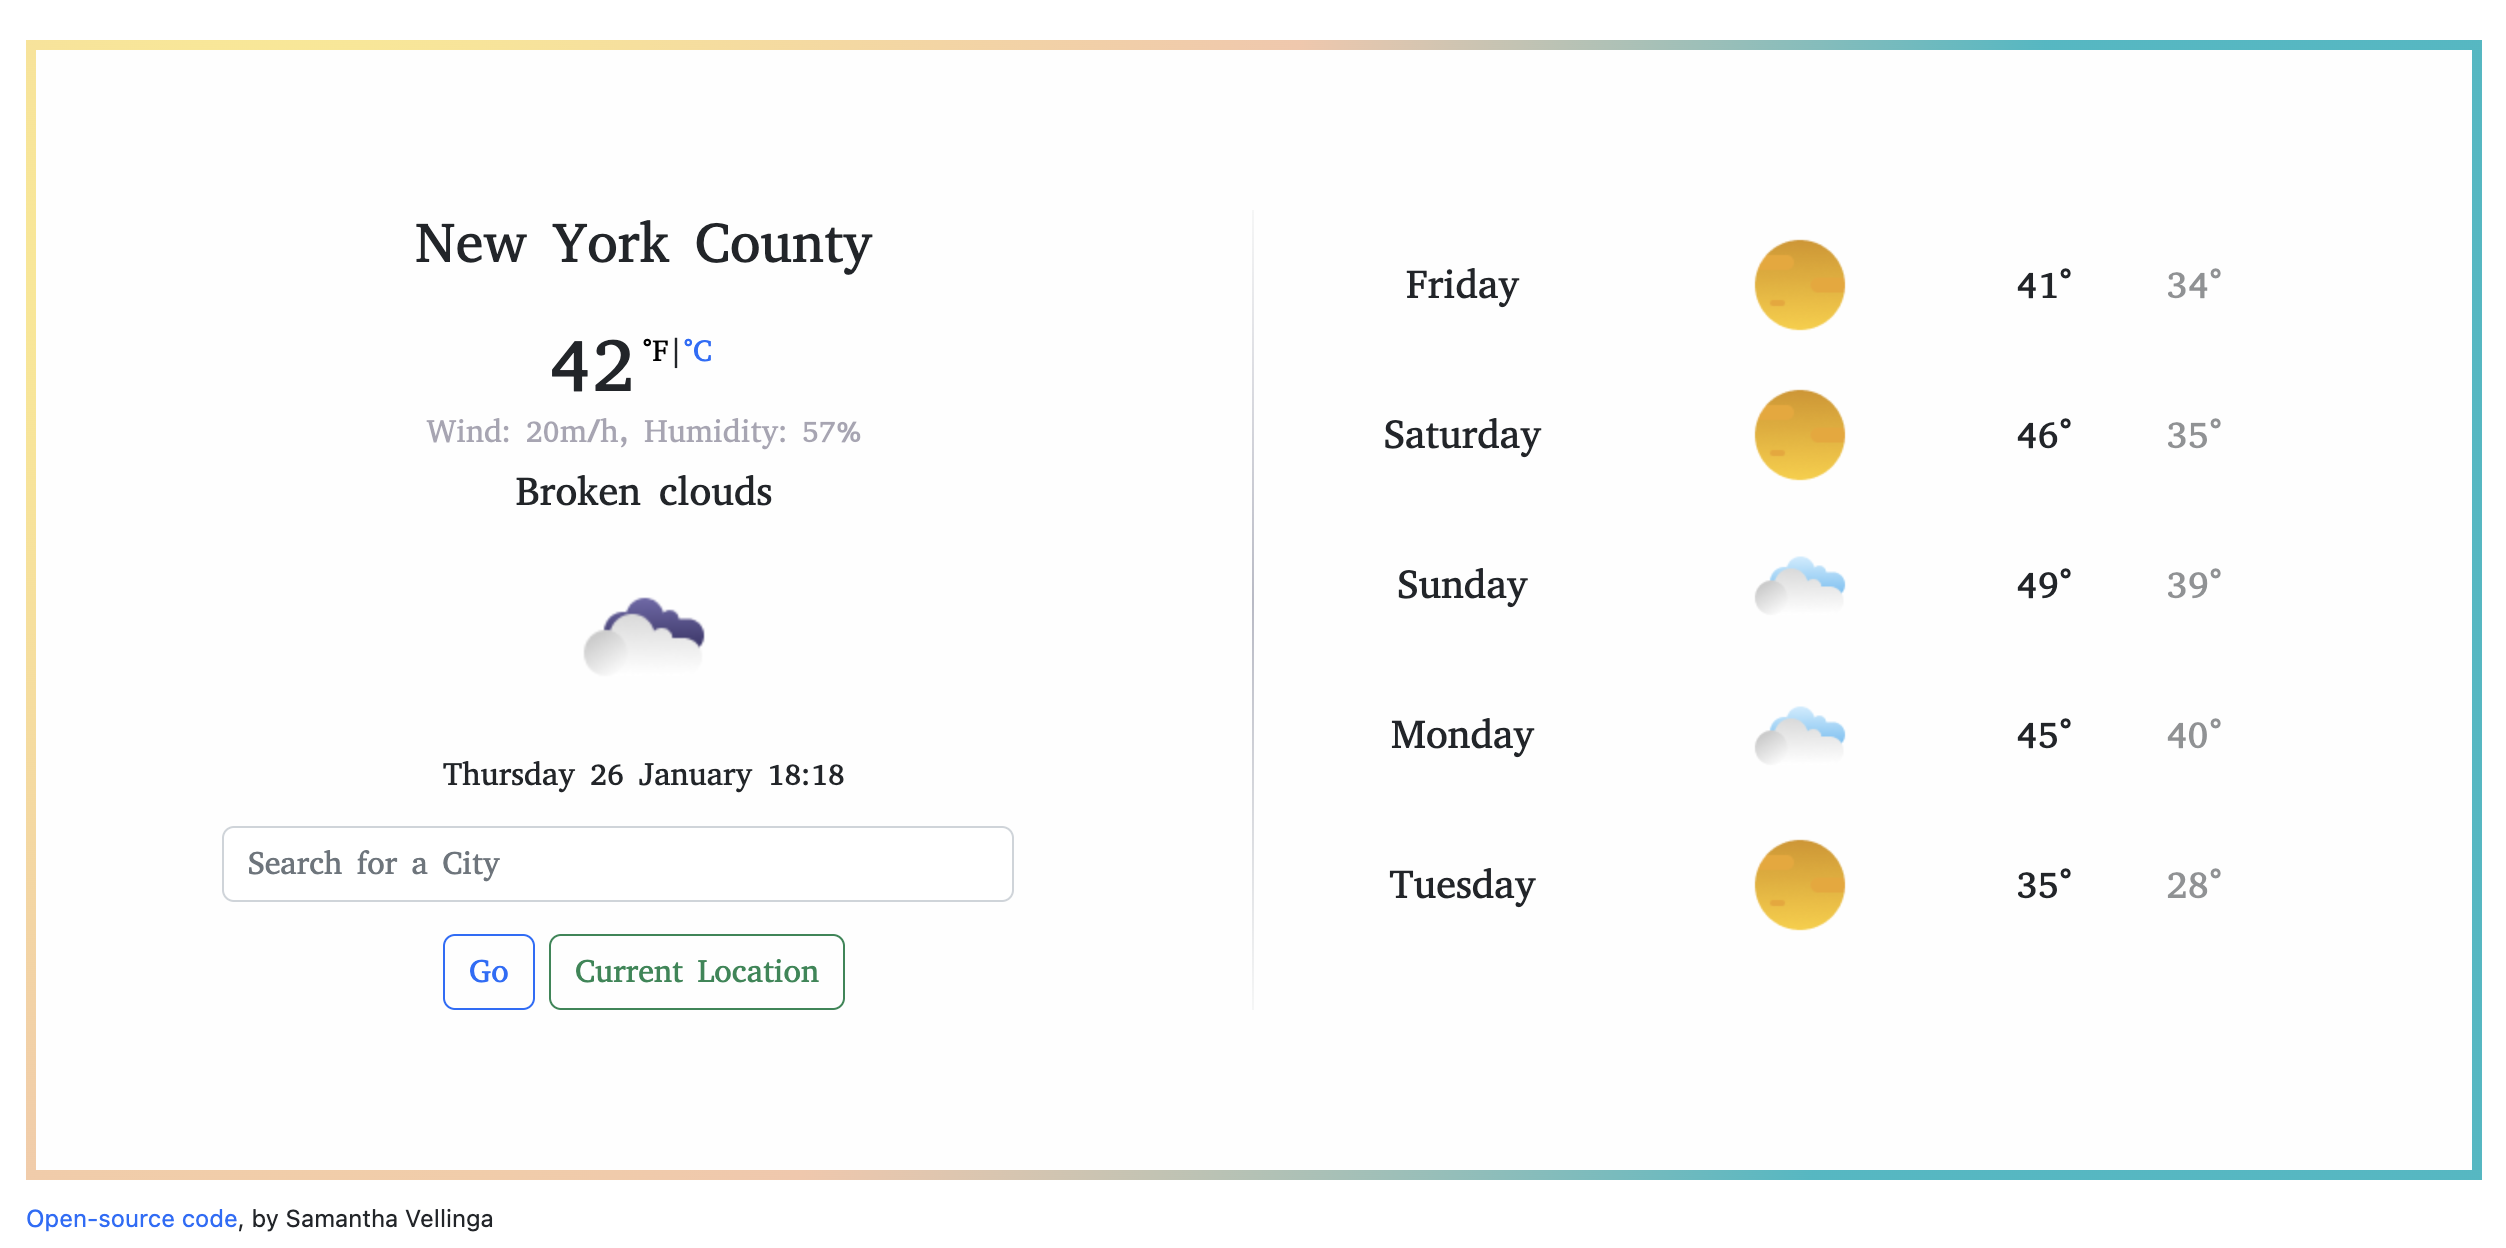 New York County
42 °F|°C
Wind: 20m/h, Humidity: 57%
Broken clouds
Thursday 26 January 18:18
Search for a City
Go Current Location
Friday 41° 34°
Saturday 46° 35°
Sunday 49° 39°
Monday 45° 40°
Tuesday 35° 28°
Open-source code, by Samantha Vellinga